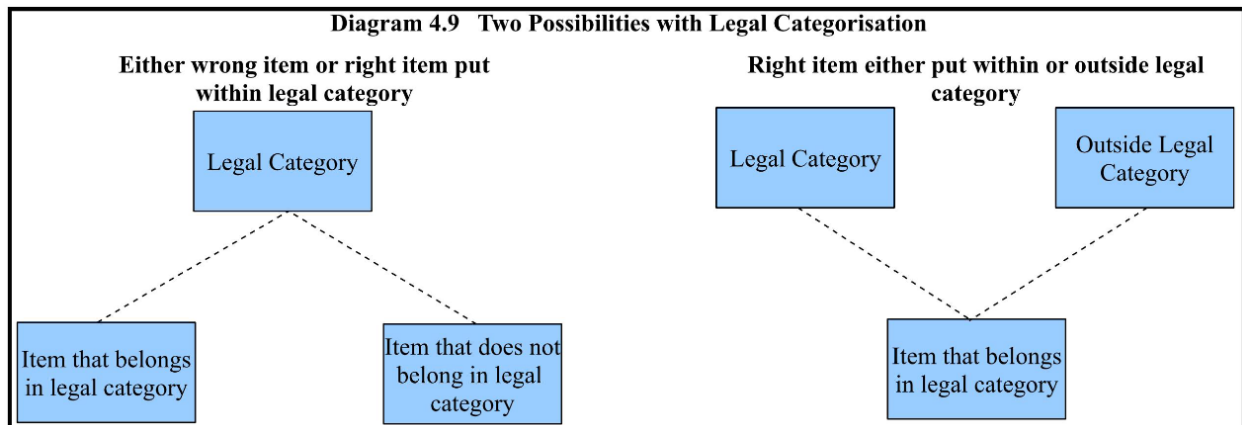 Diagram 4.9 Two Possibilities with Legal Categorisation
Either wrong item or right item put
within legal category
Legal Category
Item that belongs
in legal category
Item that does not
belong in legal
category
Right item either put within or outside legal
category
Legal Category
Outside Legal
Category
Item that belongs
in legal category